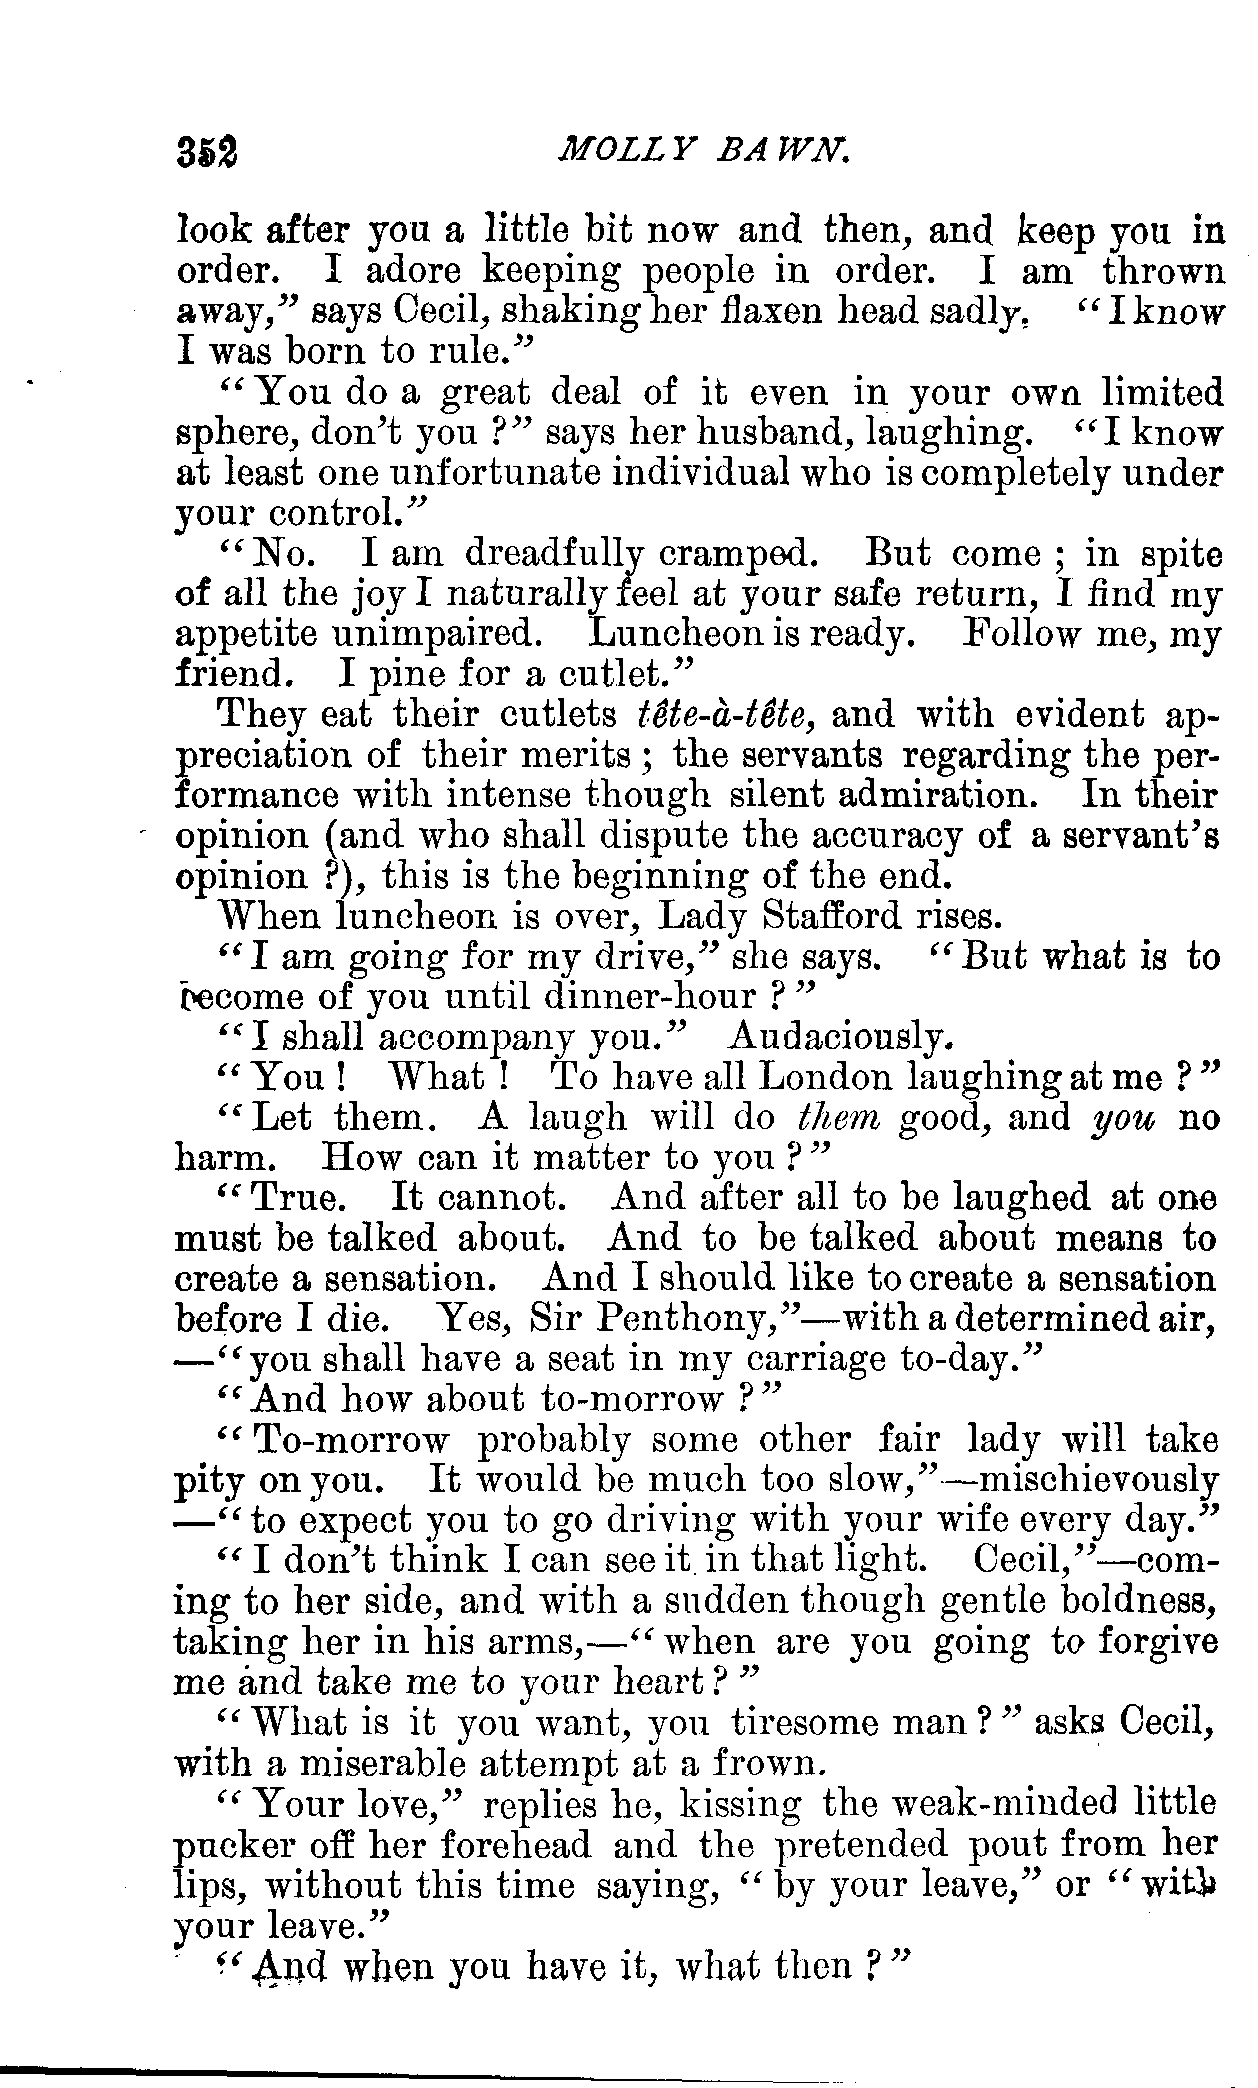 352 MOLLY BAWN.
look after you a little bit now and then, and keep you in
order. I adore keeping people in order. I am thrown
away,” says Cecil, shaking her flaxen head sadly. “I know
I was born to rule.”
“You do a great deal of it even in your own limited
sphere, don’t you ?” says her husband, laughing. “I know
at least one unfortunate individual who is completely under
your control.”
“No. I am dreadfully cramped. But come ; in spite
of all the joy I naturally feel at your safe return, I find my
appetite unimpaired. Luncheon is ready. Follow me, my
friend. I pine for a cutlet.”
They eat their cutlets tête-à-tête, and with evident ap-
preciation of their merits ; the servants regarding the per-
formance with intense though silent admiration. In their
opinion (and who shall dispute the accuracy of a servant’s
opinion ?), this is the beginning of the end.
When luncheon is over, Lady Stafford rises.
“I am going for my drive,” she says. “But what is to
become of you until dinner-hour ?”
“I shall accompany you.” Audaciously.
“You ! What ! To have all London laughing at me ?”
“Let them. A laugh will do them good, and you no
harm. How can it matter to you ?”
“True. It cannot. And after all to be laughed at one
must be talked about. And to be talked about means to
create a sensation. And I should like to create a sensation
before I die. Yes, Sir Penthony,”—with a determined air,
—“you shall have a seat in my carriage to-day.”
“And how about to-morrow ?”
“To-morrow probably some other fair lady will take
pity on you. It would be much too slow,”—mischievously
—“to expect you to go driving with your wife every day.”
“I don’t think I can see it in that light. Cecil,”—com-
ing to her side, and with a sudden though gentle boldness,
taking her in his arms,—“when are you going to forgive
me and take me to your heart ?”
“What is it you want, you tiresome man ?” asks Cecil,
with a miserable attempt at a frown.
“Your love,” replies he, kissing the weak-minded little
pucker off her forehead and the pretended pout from her
lips, without this time saying, “by your leave,” or “with
your leave.”
“And when you have it, what then ?”